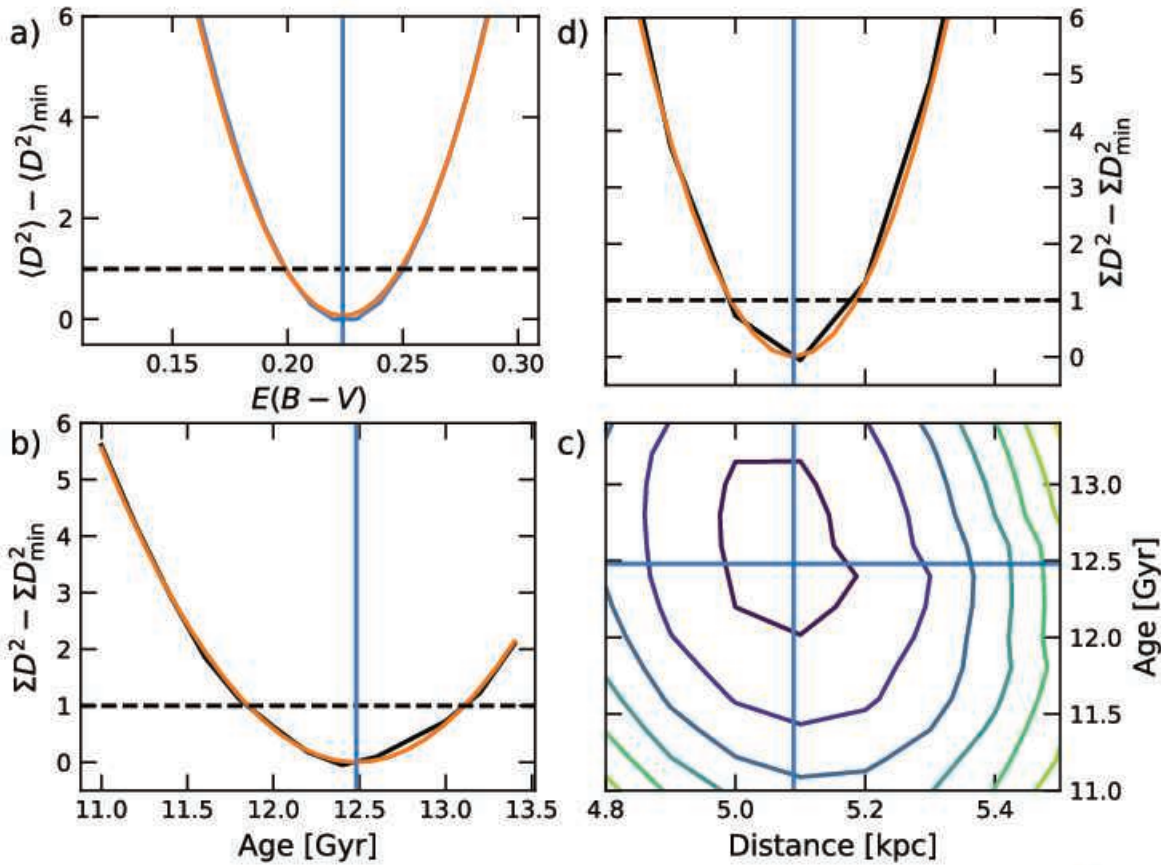 a)
6
4
2
0
⟨D²⟩ − ⟨D²⟩min
0.15 0.20 0.25 0.30
E(B − V)
d)
6
5
4
3
2
1
0
ΣD² − ΣD²min
b)
6
5
4
3
2
1
0
ΣD² − ΣD²min
11.0 11.5 12.0 12.5 13.0 13.5
Age [Gyr]
c)
13.0
12.5
12.0
11.5
11.0
Age [Gyr]
4.8 5.0 5.2 5.4
Distance [kpc]